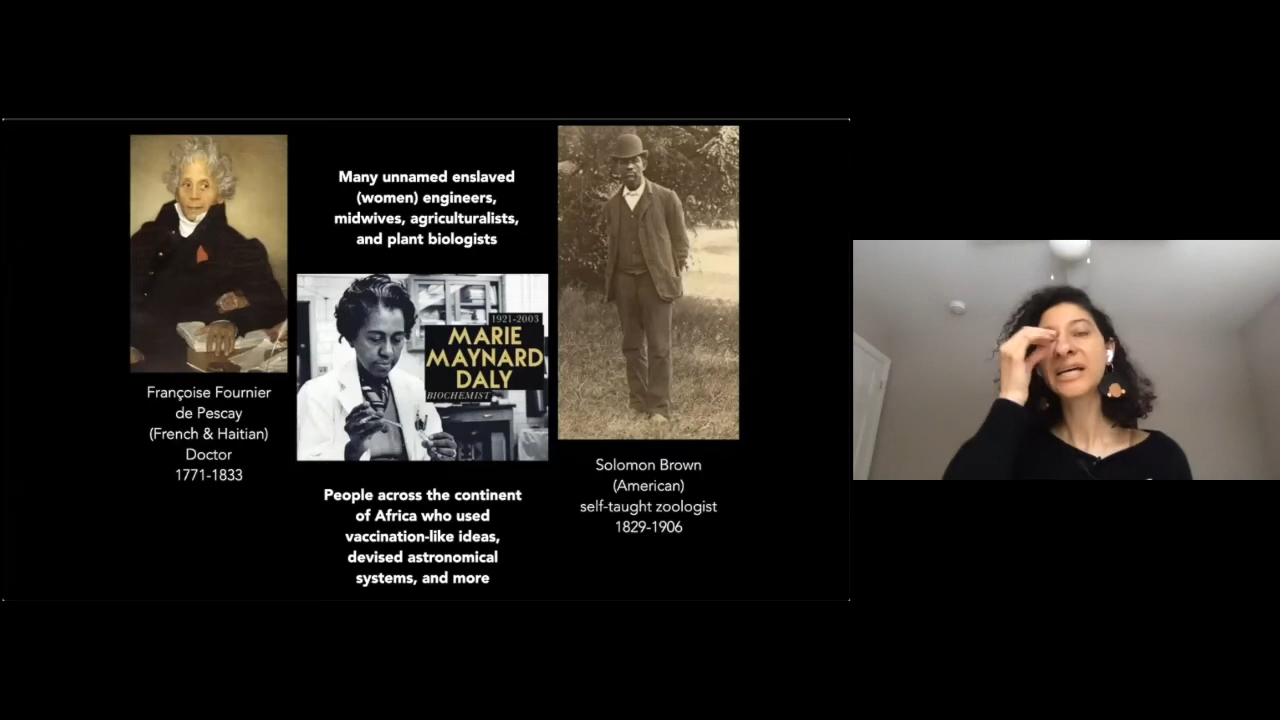 Many unnamed enslaved
(women) engineers,
midwives, agriculturalists,
and plant biologists
1921-2003
MARIE
MAYNARD
DALY
BIOCHEMIST
Françoise Fournier
de Pescay
(French & Haitian)
Doctor
1771-1833
Solomon Brown
(American)
self-taught zoologist
1829-1906
People across the continent
of Africa who used
vaccination-like ideas,
devised astronomical
systems, and more